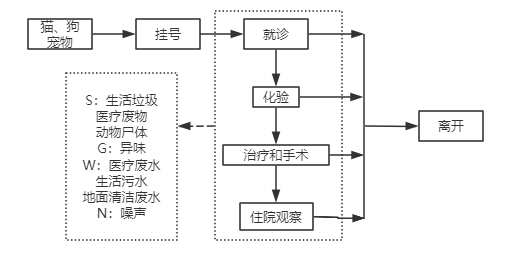 猫、狗
宠物
挂号
就诊
化验
治疗和手术
住院观察
离开
S：生活垃圾
医疗废物
动物尸体
G：异味
W：医疗废水
生活污水
地面清洁废水
N：噪声